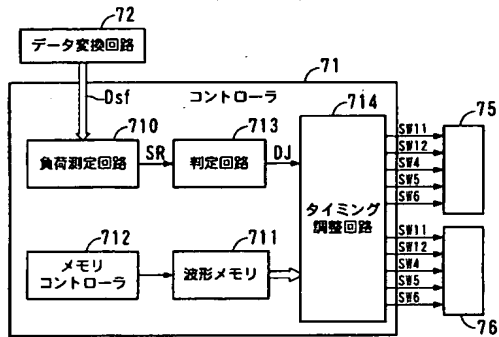 72
データ変換回路
71
Dsf
コントローラ
710
713
714
75
負荷測定回路
SR
判定回路
DJ
SW11
SW12
SW4
SW5
SW6
タイミング
調整回路
712
711
メモリ
コントローラ
波形メモリ
SW11
SW12
SW4
SW5
SW6
76